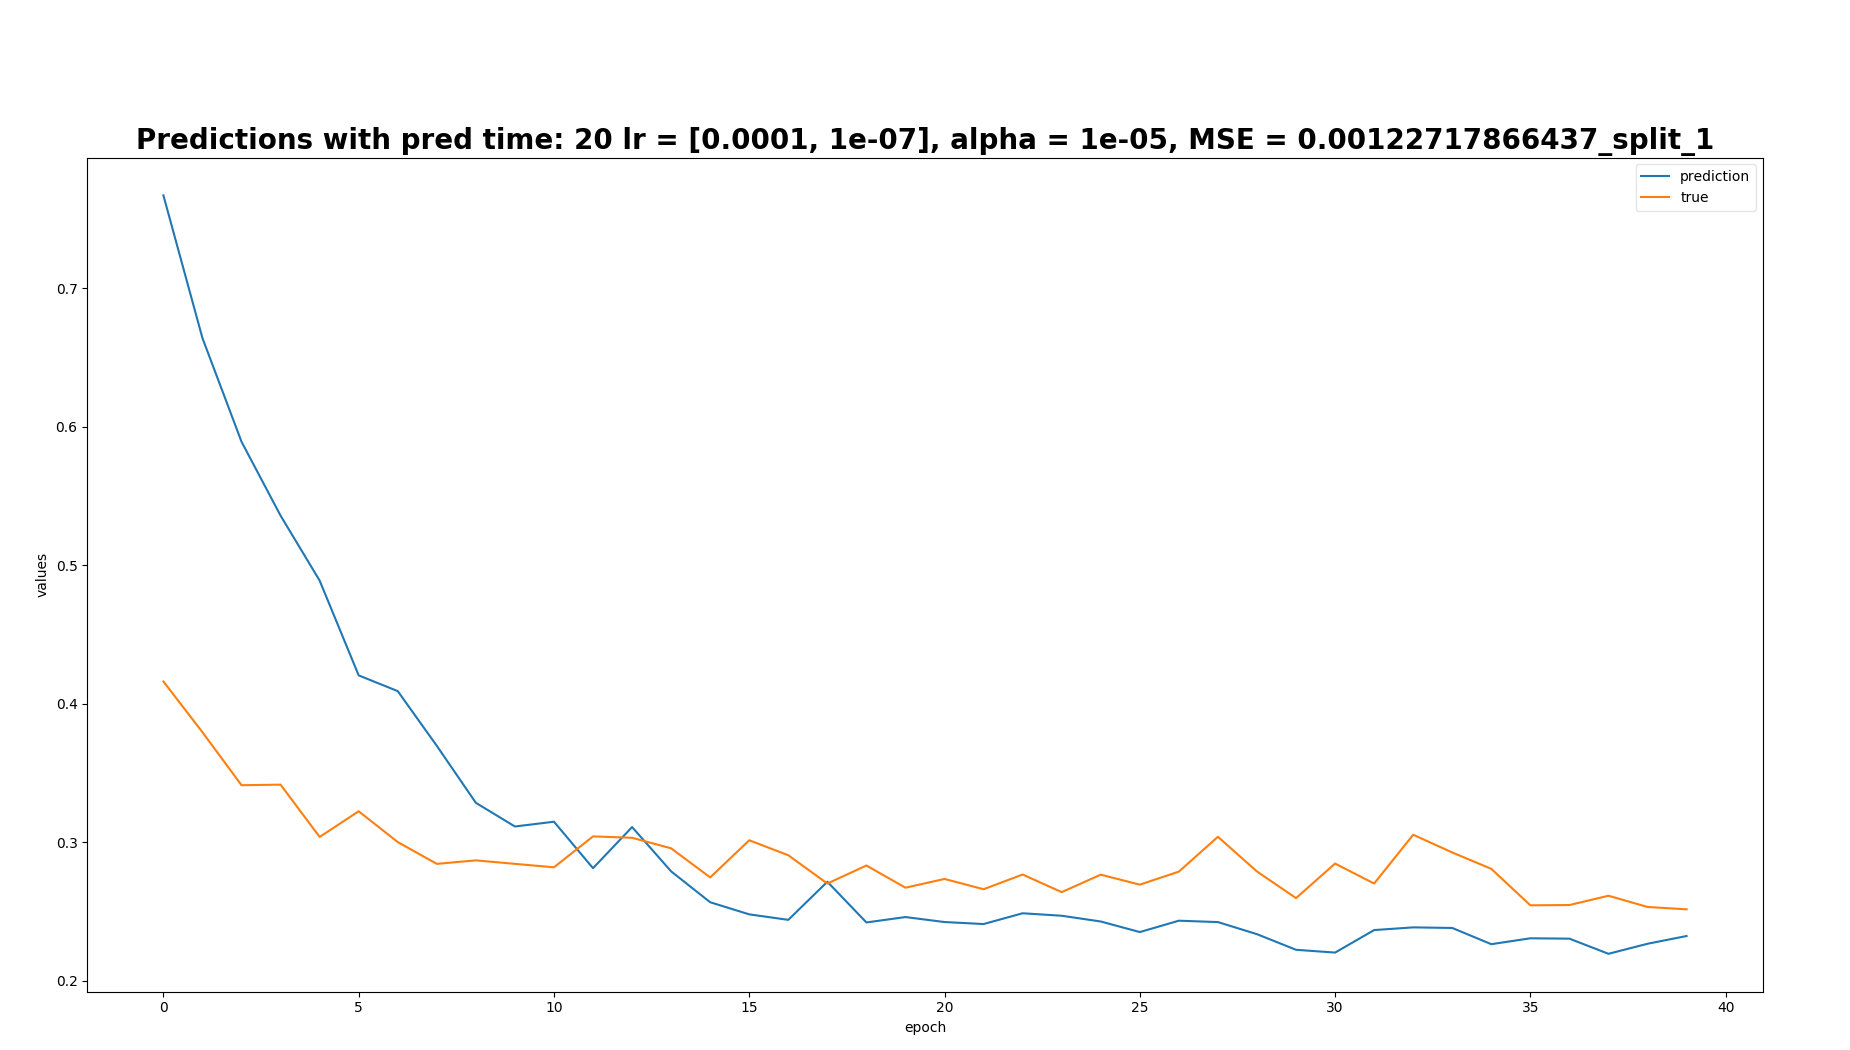 Predictions with pred time: 20 lr = [0.0001, 1e-07], alpha = 1e-05, MSE = 0.00122717866437_split_1
prediction
true
0.7
0.6
0.5
0.4
0.3
0.2
values
0 5 10 15 20 25 30 35 40
epoch